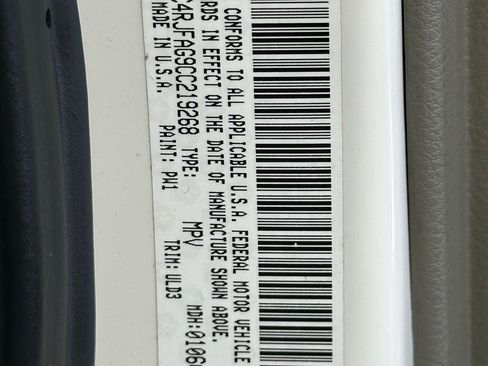 CONFORMS TO ALL APPLICABLE U.S.A. FEDERAL MOTOR VEHICLE
RDS IN EFFECT ON THE DATE OF MANUFACTURE SHOWN ABOVE.
C4RJFAG9CC219268 TYPE: MPV MDH:0106
MADE IN U.S.A. PAINT: PW1 TRIM: ULD3